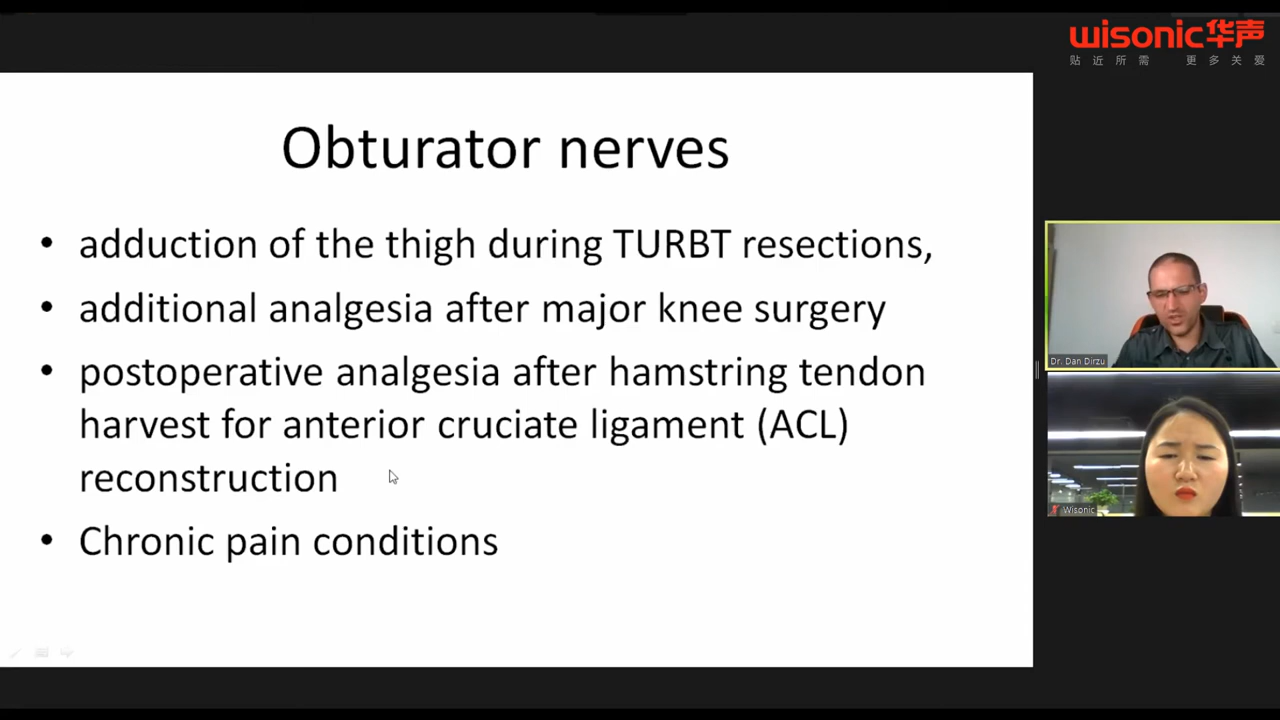 wisonic华声
贴近所需 更多关爱
Obturator nerves
• adduction of the thigh during TURBT resections,
• additional analgesia after major knee surgery
• postoperative analgesia after hamstring tendon
harvest for anterior cruciate ligament (ACL)
reconstruction
• Chronic pain conditions
Dr. Dan Dirzu
Wisonic